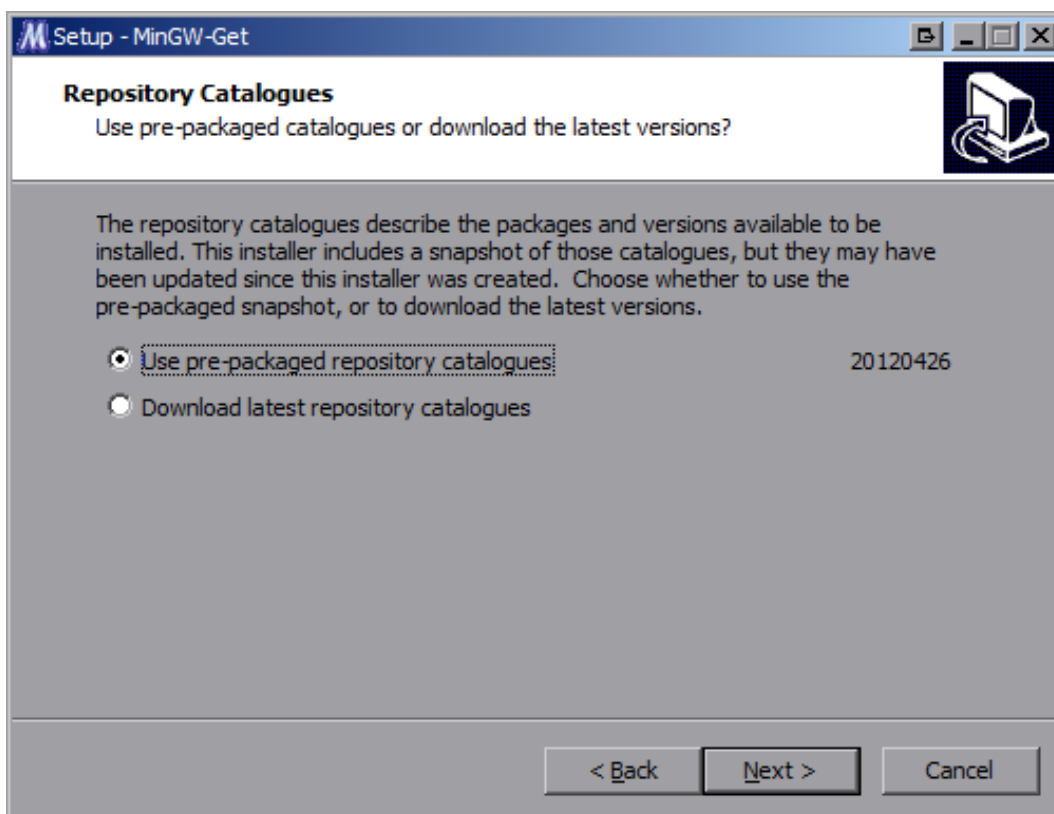 Setup - MinGW-Get
Repository Catalogues
Use pre-packaged catalogues or download the latest versions?
The repository catalogues describe the packages and versions available to be
installed. This installer includes a snapshot of those catalogues, but they may have
been updated since this installer was created.  Choose whether to use the
pre-packaged snapshot, or to download the latest versions.
Use pre-packaged repository catalogues 20120426
Download latest repository catalogues
< Back Next > Cancel